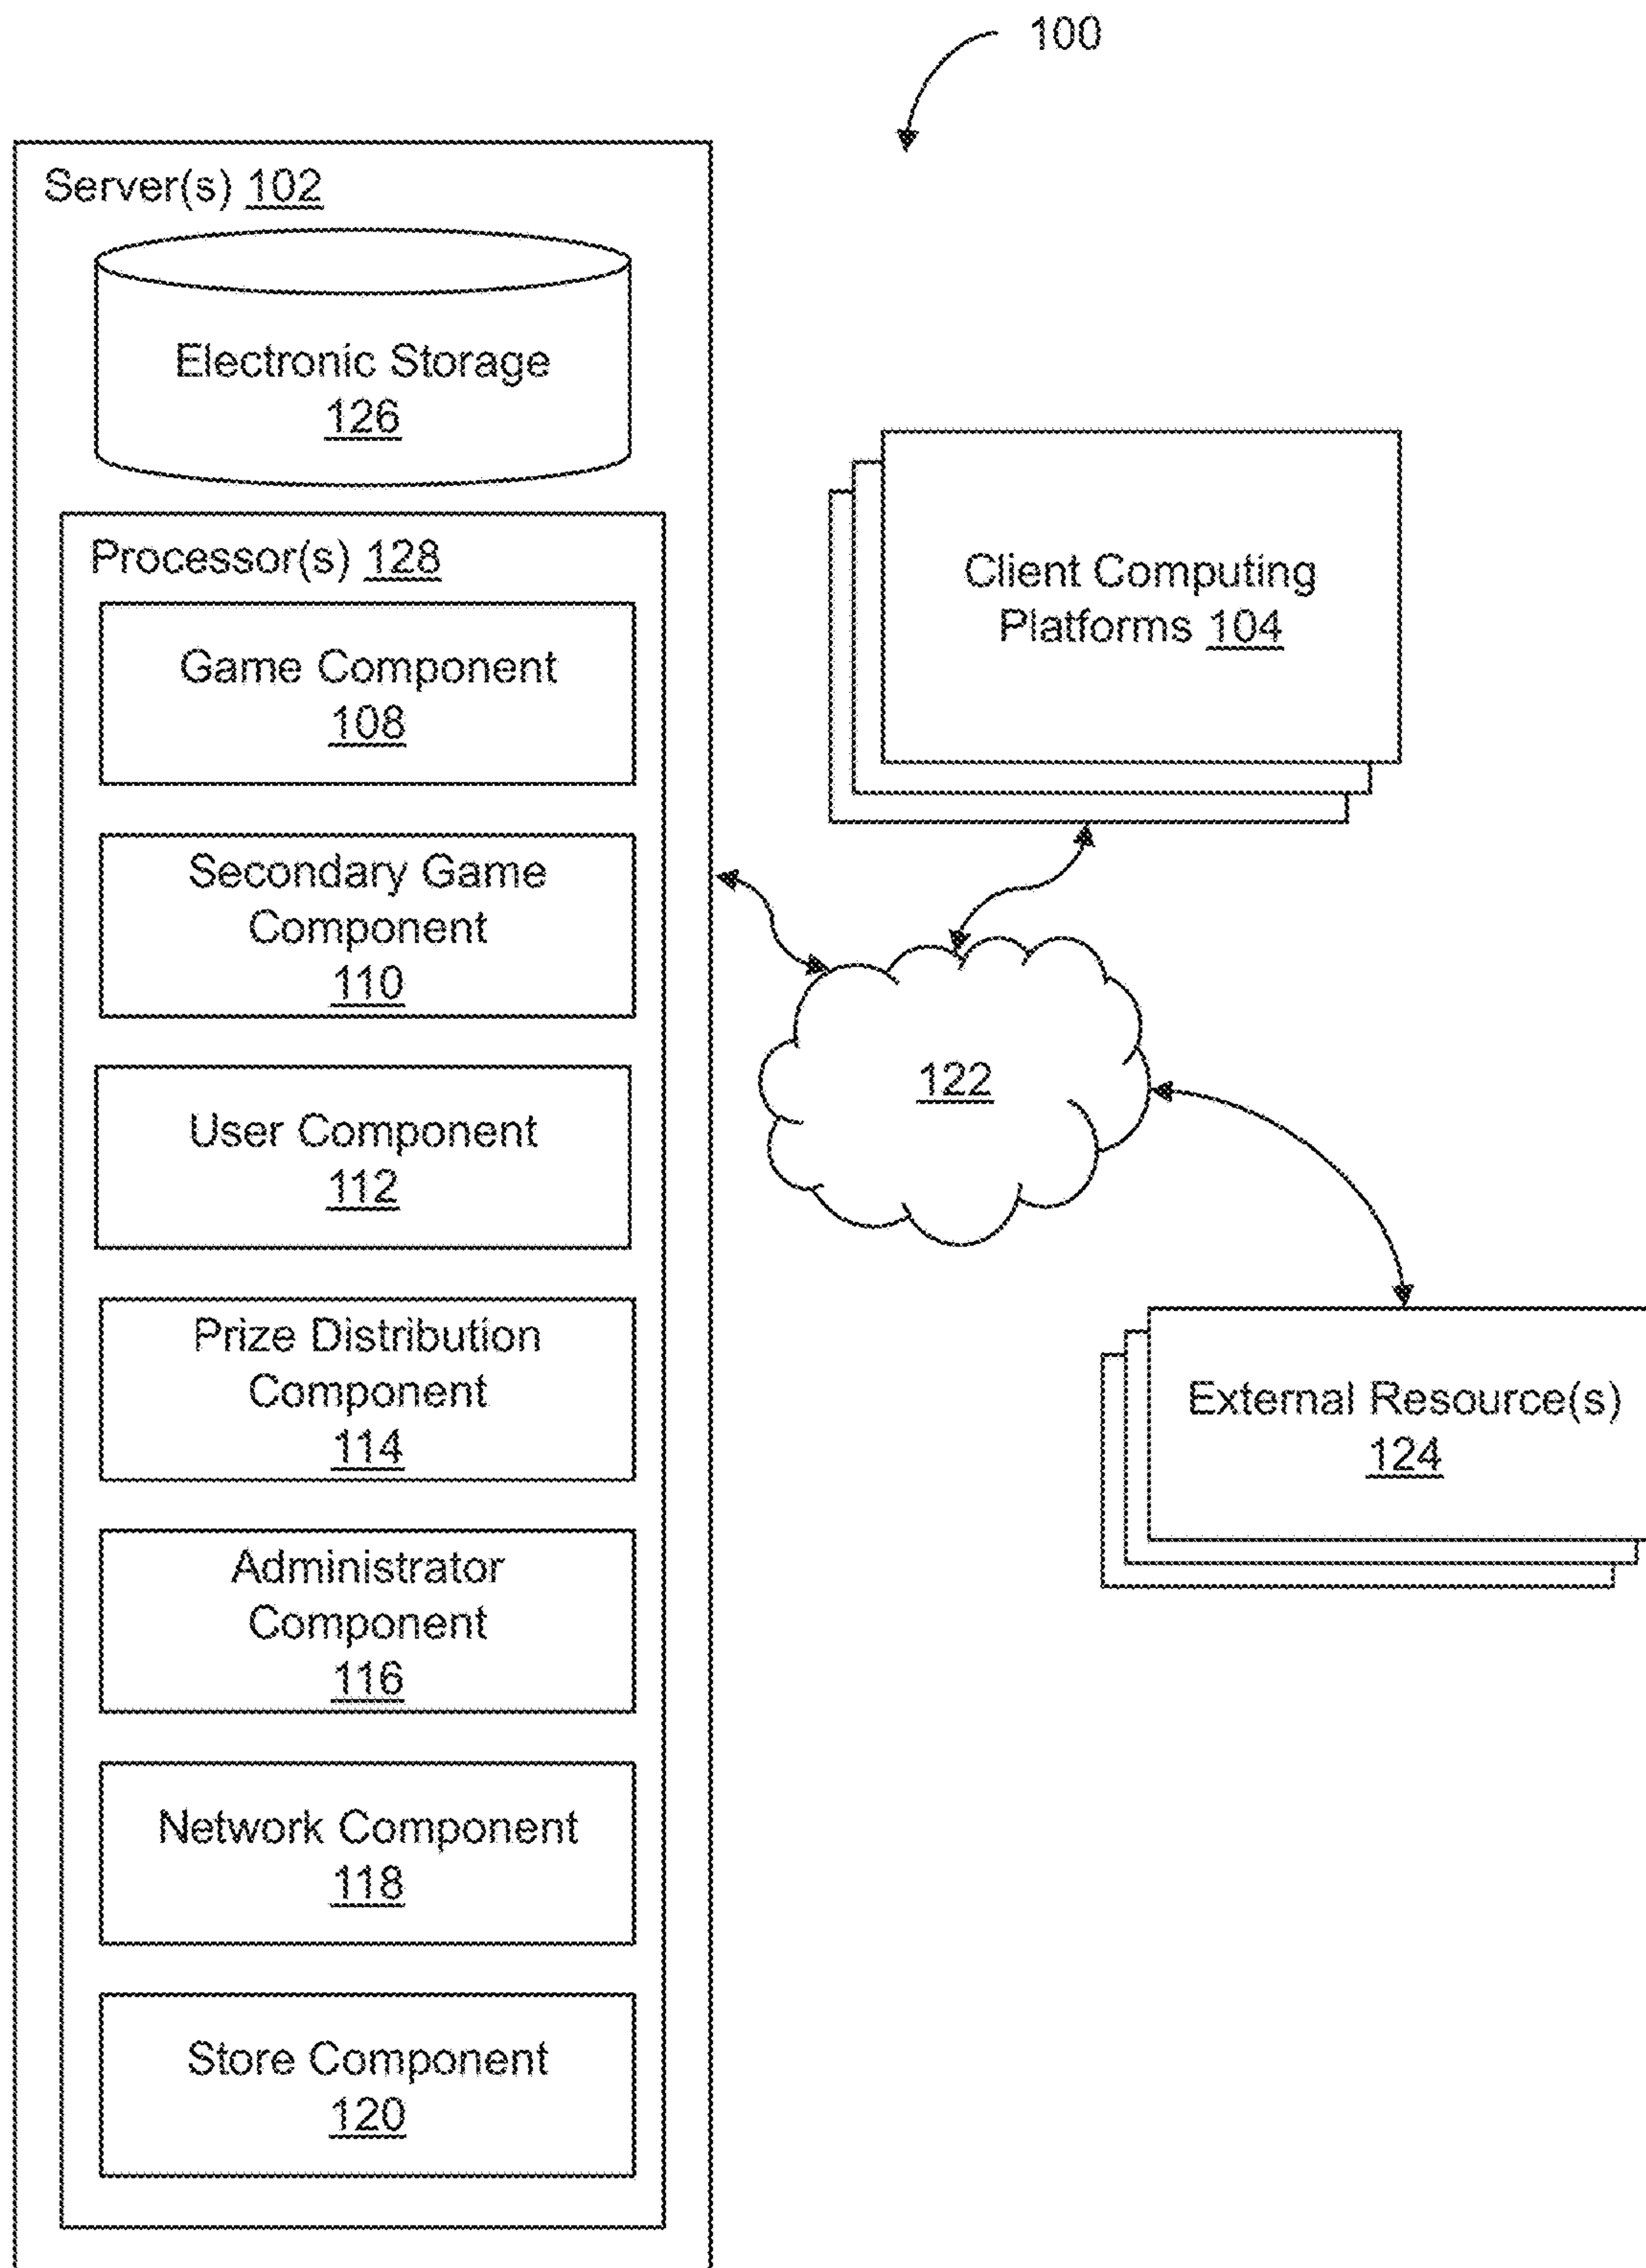 100
Server(s) 102
Electronic Storage
126
Processor(s) 128
Game Component
108
Secondary Game
Component
110
User Component
112
Prize Distribution
Component
114
Administrator
Component
116
Network Component
118
Store Component
120
Client Computing
Platforms 104
122
External Resource(s)
124